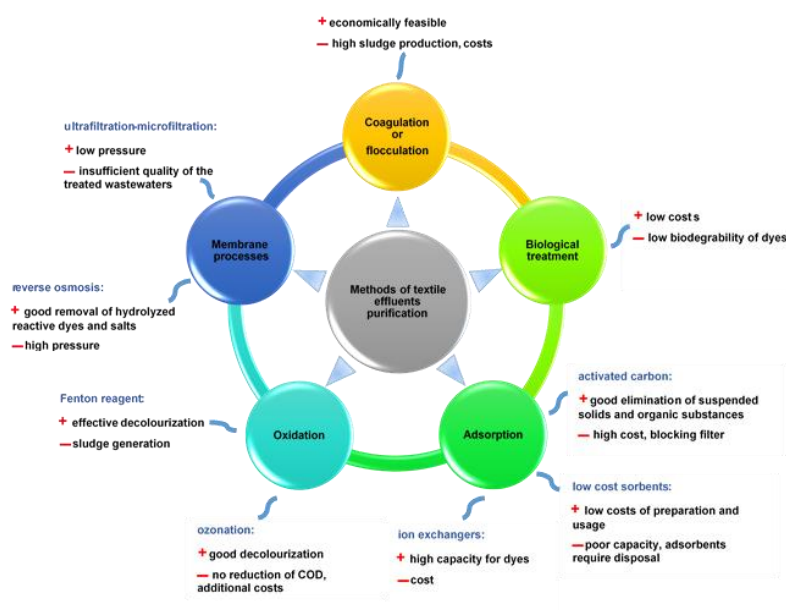 + economically feasible
– high sludge production, costs
Coagulation
or
flocculation
ultrafiltration-microfiltration:
+ low pressure
– insufficient quality of the
treated wastewaters
Membrane
processes
Biological
treatment
+ low costs
– low biodegrability of dyes
Methods of textile
effluents
purification
reverse osmosis:
+ good removal of hydrolyzed
reactive dyes and salts
– high pressure
Fenton reagent:
+ effective decolourization
– sludge generation
Oxidation
Adsorption
activated carbon:
+ good elimination of suspended
solids and organic substances
– high cost, blocking filter
low cost sorbents:
+ low costs of preparation and
usage
– poor capacity, adsorbents
require disposal
ozonation:
+ good decolourization
– no reduction of COD,
additional costs
ion exchangers:
+ high capacity for dyes
– cost